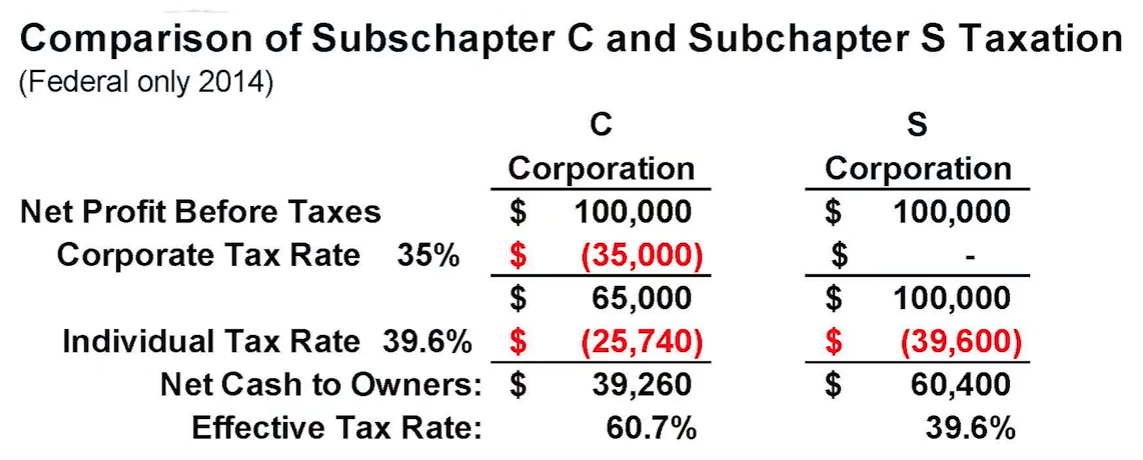 Comparison of Subschapter C and Subchapter S Taxation
(Federal only 2014)
C S
Corporation Corporation
Net Profit Before Taxes $ 100,000 $ 100,000
Corporate Tax Rate 35% $ (35,000) $ -
$ 65,000 $ 100,000
Individual Tax Rate 39.6% $ (25,740) $ (39,600)
Net Cash to Owners: $ 39,260 $ 60,400
Effective Tax Rate: 60.7% 39.6%